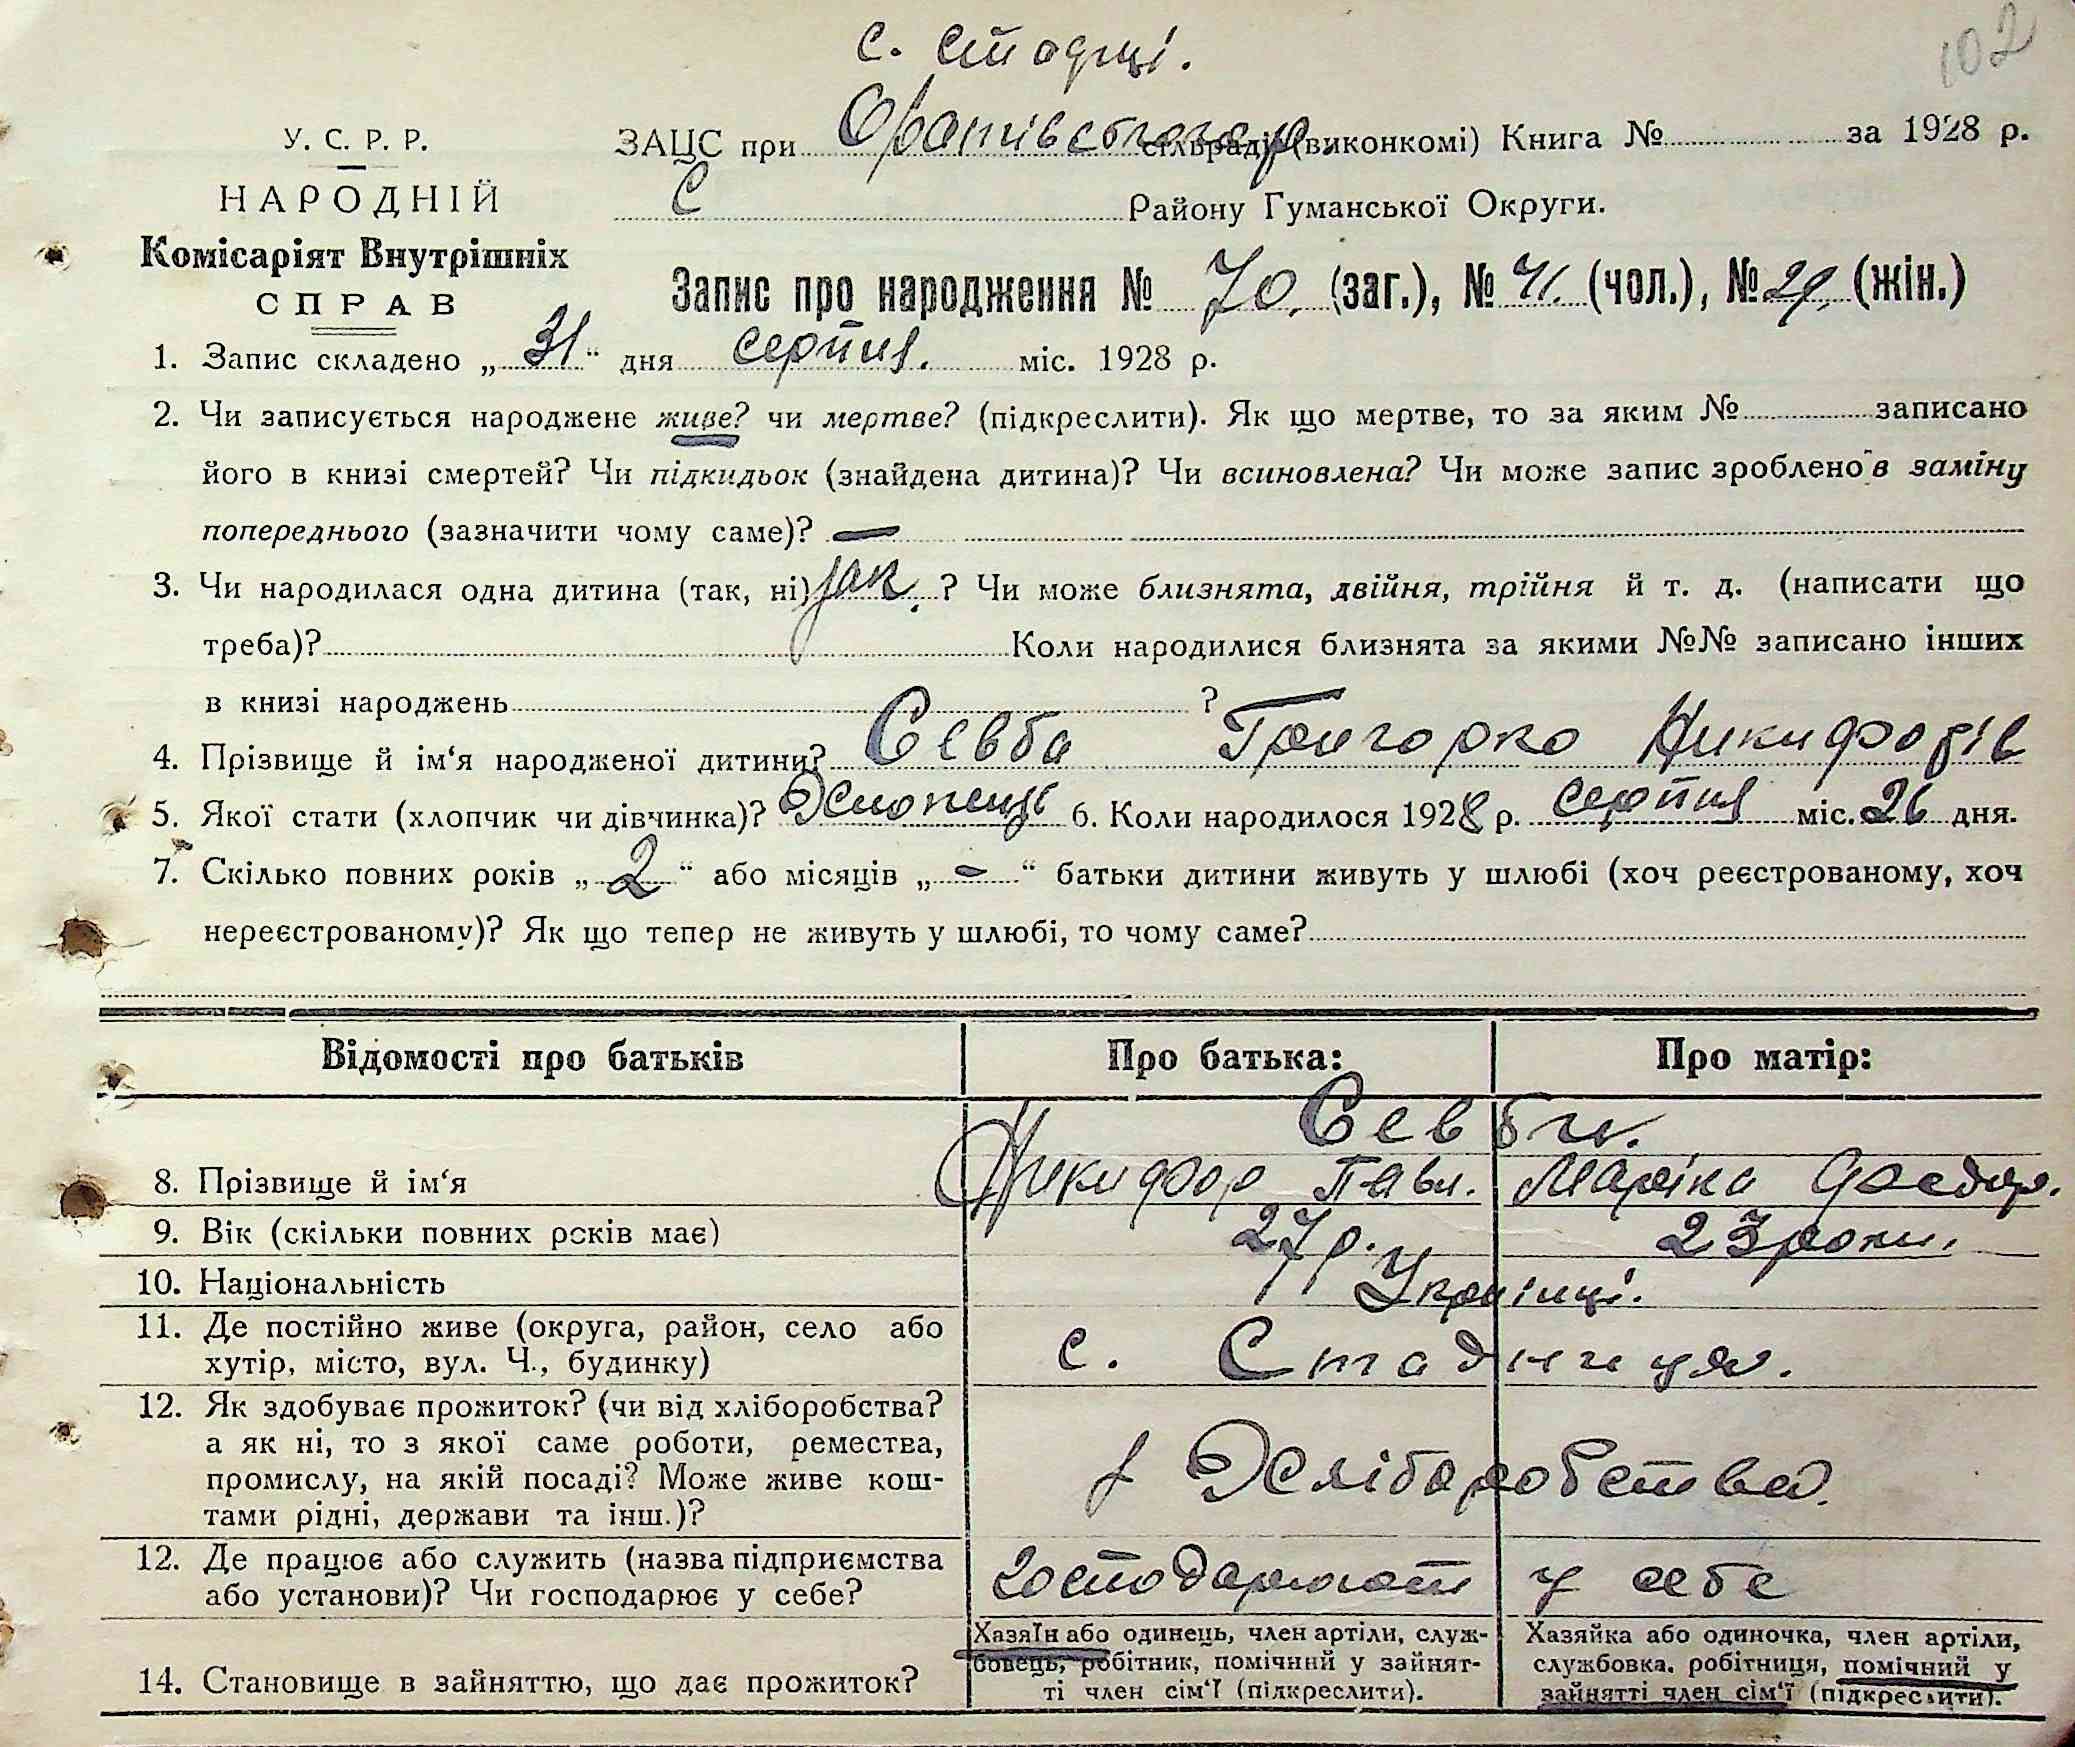 102
У. С. Р. Р.
НАРОДНІЙ
Комісаріят Внутрішніх
СПРАВ
ЗАЦС при сільраді (виконкомі) Книга № за 1928 р.
С Району Гуманської Округи.
Запис про народження № 70. (заг.), № 41. (чол.), № 29. (жін.)
1. Запис складено „31“ дня серпня. міс. 1928 р.
2. Чи записується народжене живе? чи мертве? (підкреслити). Як що мертве, то за яким № записано
його в книзі смертей? Чи підкидьок (знайдена дитина)? Чи всиновлена? Чи може запис зроблено в заміну
попереднього (зазначити чому саме)? —
3. Чи народилася одна дитина (так, ні) так. ? Чи може близнята, двійня, трійня й т. д. (написати що
треба)? Коли народилися близнята за якими №№ записано інших
в книзі народжень ?
4. Прізвище й ім‘я народженої дитини? Севба Григорко Никифорів
5. Якої стати (хлопчик чи дівчинка)? Хлопець 6. Коли народилося 1928 р. серпня міс. 26 дня.
7. Скілько повних років „2“ або місяців „-“ батьки дитини живуть у шлюбі (хоч реєстрованому, хоч
нереєстрованому)? Як що тепер не живуть у шлюбі, то чому саме?
Відомості про батьків Про батька: Про матір:
Севби.
8. Прізвище й ім‘я Никифор Павл. Маріка Федор.
9. Вік (скільки повних років має) 27 р. 23 роки.
10. Національність Українці.
11. Де постійно живе (округа, район, село або
хутір, місто, вул. Ч., будинку) с. Стадниця.
12. Як здобуває прожиток? (чи від хліборобства?
а як ні, то з якої саме роботи, ремества,
промислу, на якій посаді? Може живе кош-
тами рідні, держави та інш.)? Хліборобства.
12. Де працює або служить (назва підприємства
або установи)? Чи господарює у себе? господарюють у себе
14. Становище в зайняттю, що дає прожиток?
Хазяїн або одинець, член артіли, служ-
бовець, робітник, помічний у зайнят-
ті член сім‘ї (підкреслити).
Хазяйка або одиночка, член артіли,
службовка. робітниця, помічний у
зайнятті член сім‘ї (підкреслити).